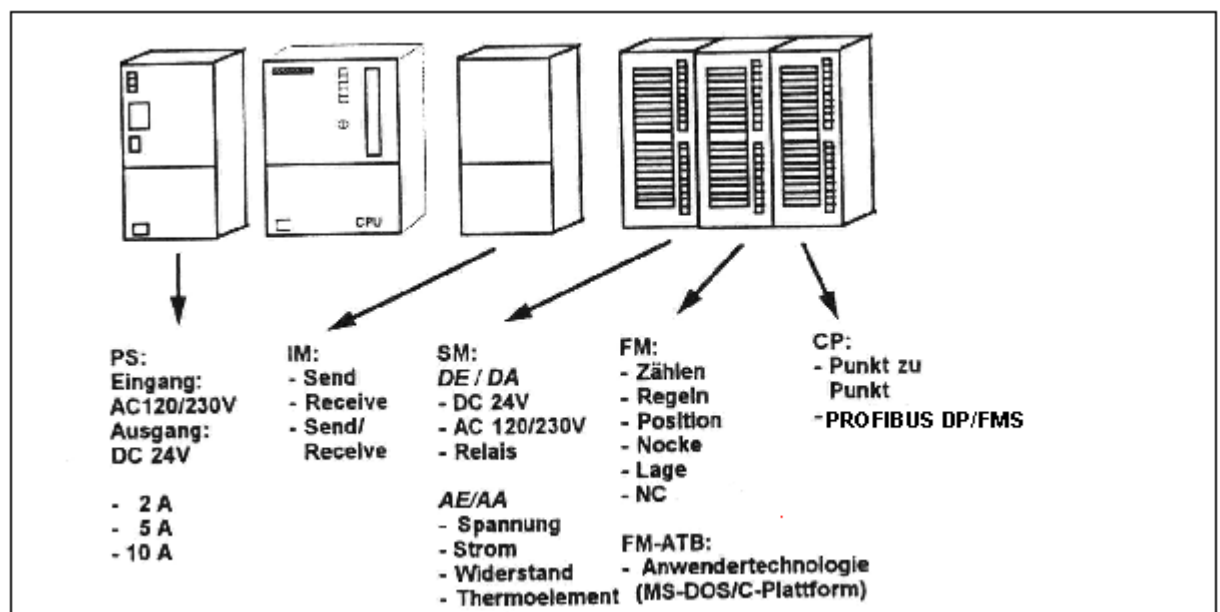 CPU
PS:
Eingang:
AC120/230V
Ausgang:
DC 24V
- 2 A
- 5 A
- 10 A
IM:
- Send
- Receive
- Send/
Receive
SM:
DE / DA
- DC 24V
- AC 120/230V
- Relais
AE/AA
- Spannung
- Strom
- Widerstand
- Thermoelement
FM:
- Zählen
- Regeln
- Position
- Nocke
- Lage
- NC
FM-ATB:
- Anwendertechnologie
(MS-DOS/C-Plattform)
CP:
- Punkt zu
Punkt
- PROFIBUS DP/FMS